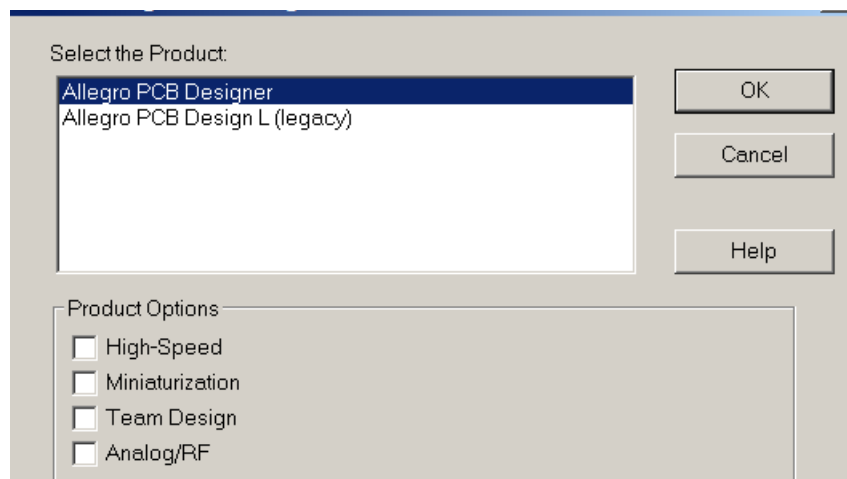 Select the Product:
Allegro PCB Designer
Allegro PCB Design L (legacy)
OK
Cancel
Help
Product Options
High-Speed
Miniaturization
Team Design
Analog/RF